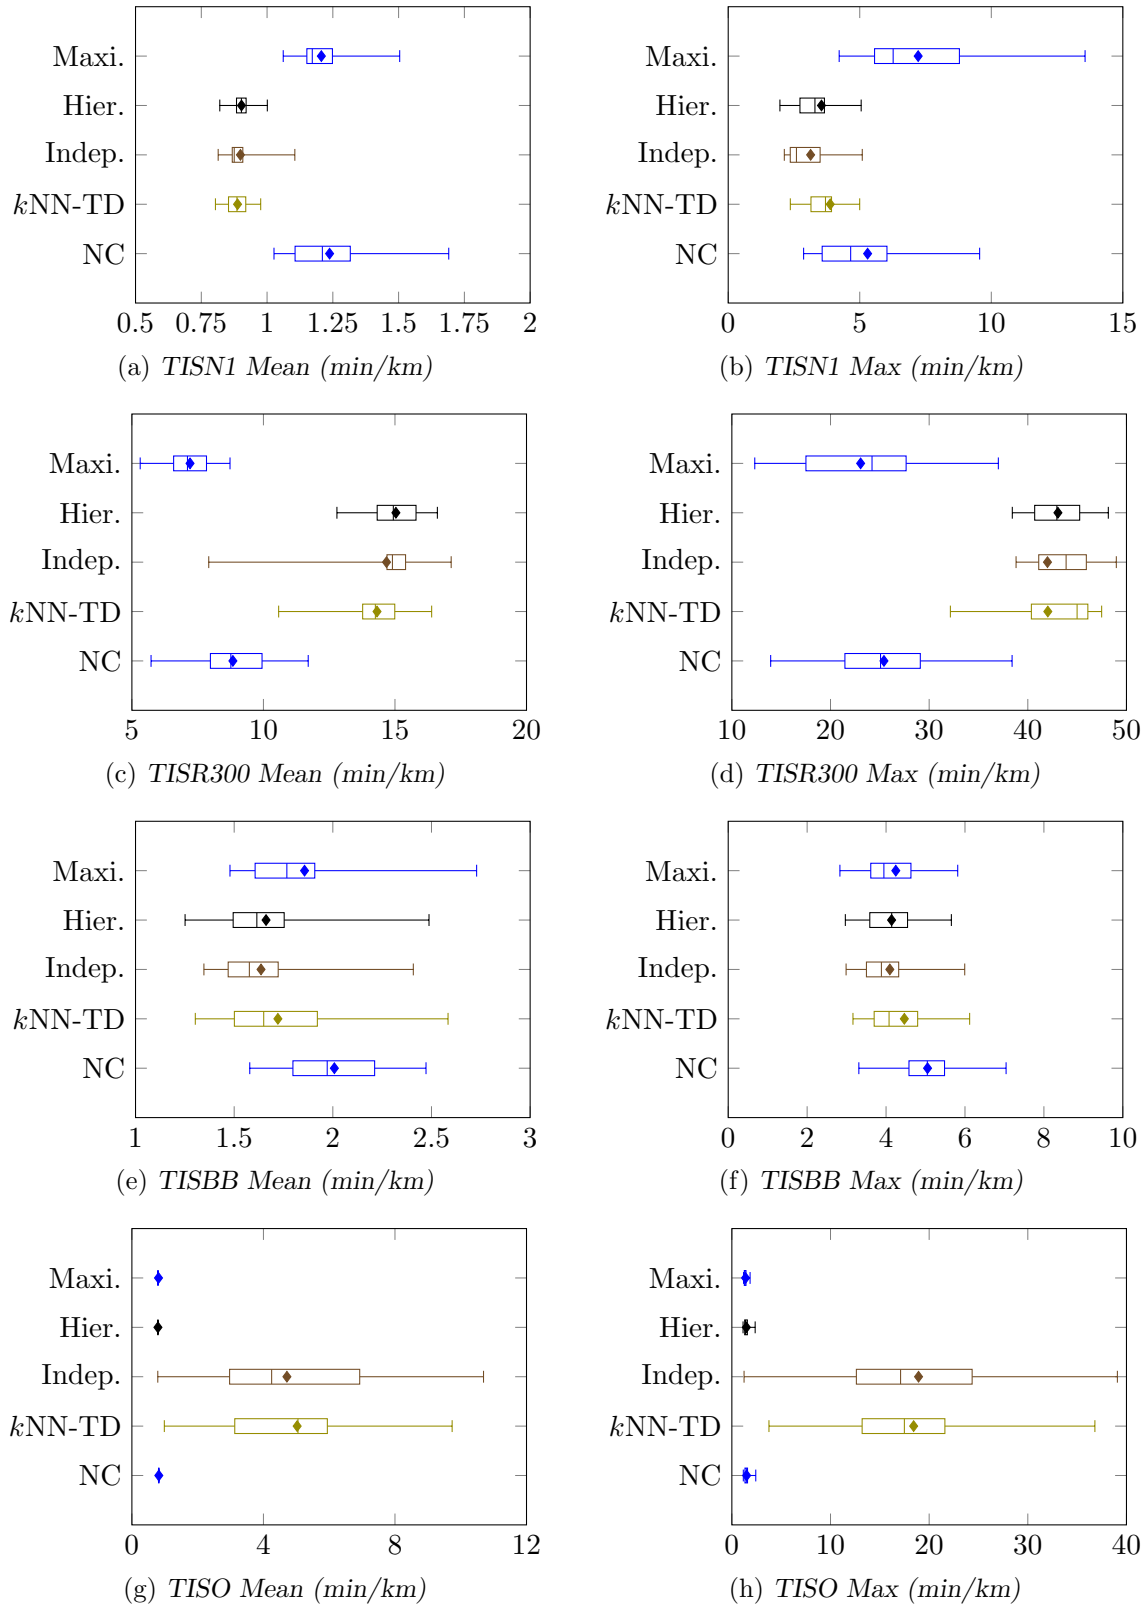 Maxi.
Hier.
Indep.
kNN-TD
NC
0.5 0.75 1 1.25 1.5 1.75 2
(a) TISN1 Mean (min/km)
Maxi.
Hier.
Indep.
kNN-TD
NC
0 5 10 15
(b) TISN1 Max (min/km)
Maxi.
Hier.
Indep.
kNN-TD
NC
5 10 15 20
(c) TISR300 Mean (min/km)
Maxi.
Hier.
Indep.
kNN-TD
NC
10 20 30 40 50
(d) TISR300 Max (min/km)
Maxi.
Hier.
Indep.
kNN-TD
NC
1 1.5 2 2.5 3
(e) TISBB Mean (min/km)
Maxi.
Hier.
Indep.
kNN-TD
NC
0 2 4 6 8 10
(f) TISBB Max (min/km)
Maxi.
Hier.
Indep.
kNN-TD
NC
0 4 8 12
(g) TISO Mean (min/km)
Maxi.
Hier.
Indep.
kNN-TD
NC
0 10 20 30 40
(h) TISO Max (min/km)